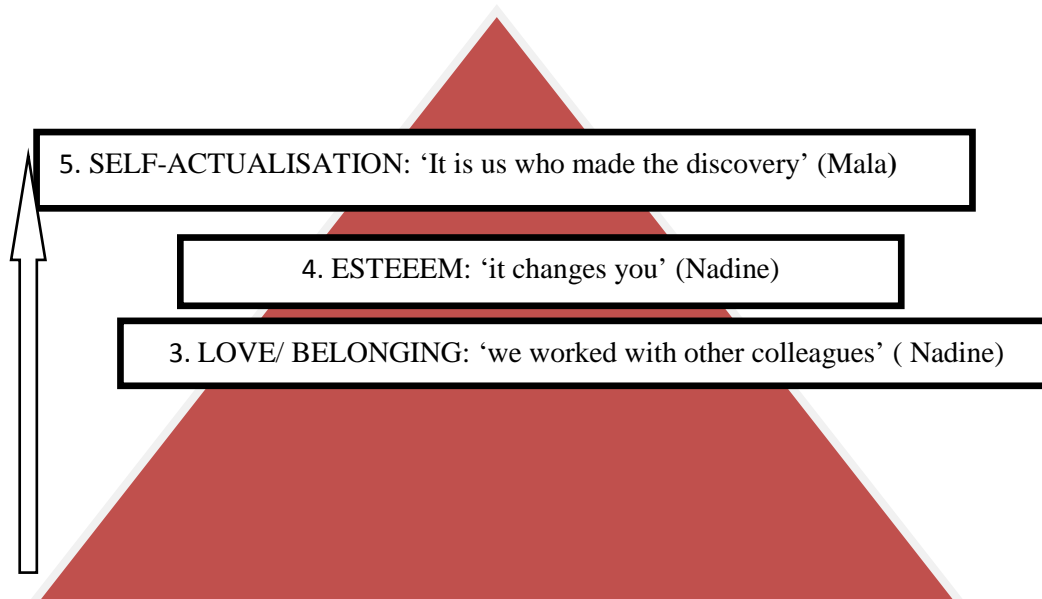 5. SELF-ACTUALISATION: ‘It is us who made the discovery’ (Mala)
4. ESTEEEM: ‘it changes you’ (Nadine)
3. LOVE/ BELONGING: ‘we worked with other colleagues’ ( Nadine)